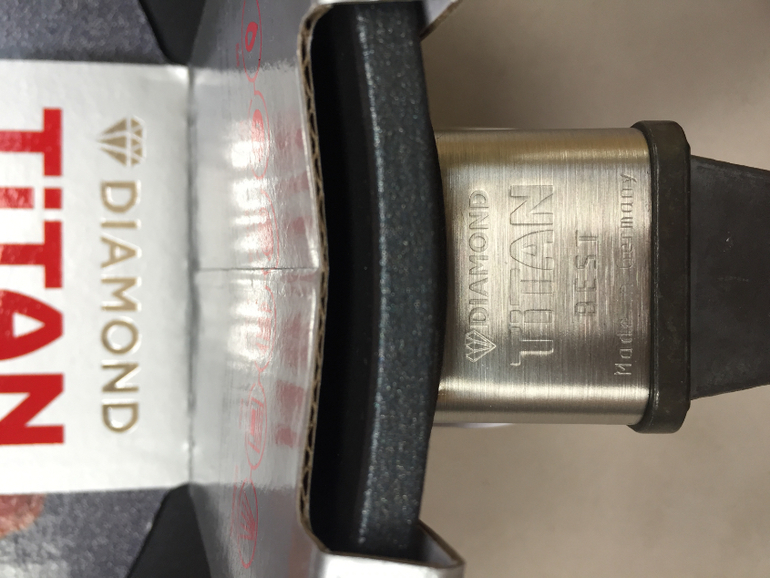 DIAMOND
TiTAN
DIAMOND
TiTAN
BEST
Made in Germany